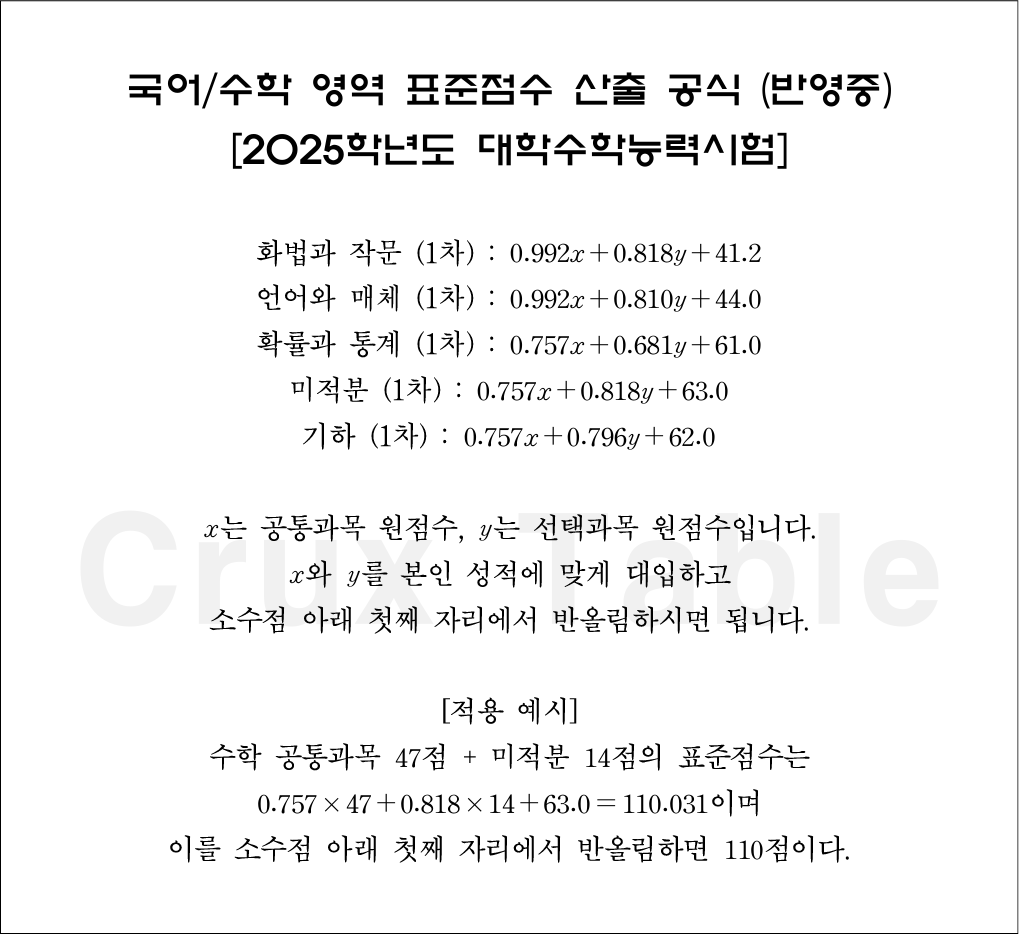 국어/수학 영역 표준점수 산출 공식 (반영중)
[2025학년도 대학수학능력시험]
화법과 작문 (1차) : 0.992x+0.818y+41.2
언어와 매체 (1차) : 0.992x+0.810y+44.0
확률과 통계 (1차) : 0.757x+0.681y+61.0
미적분 (1차) : 0.757x+0.818y+63.0
기하 (1차) : 0.757x+0.796y+62.0
Crux Table
x는 공통과목 원점수, y는 선택과목 원점수입니다.
x와 y를 본인 성적에 맞게 대입하고
소수점 아래 첫째 자리에서 반올림하시면 됩니다.
[적용 예시]
수학 공통과목 47점 + 미적분 14점의 표준점수는
0.757×47+0.818×14+63.0=110.031이며
이를 소수점 아래 첫째 자리에서 반올림하면 110점이다.